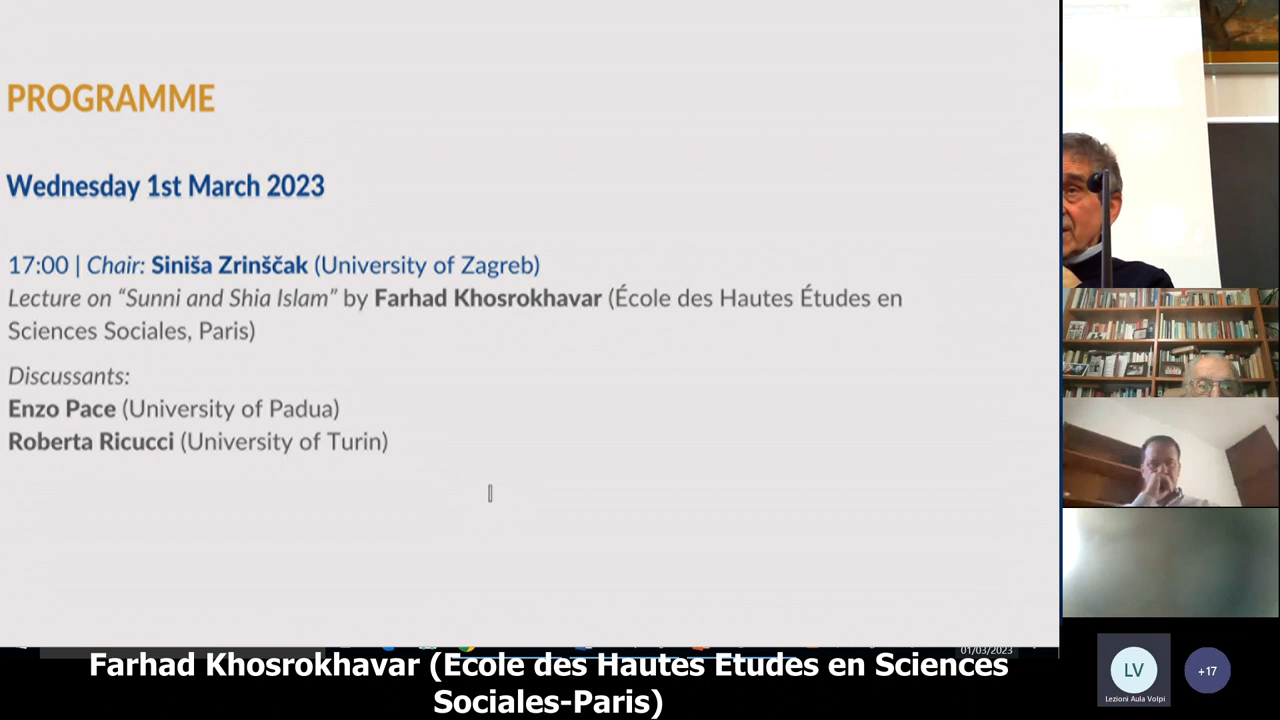 PROGRAMME
Wednesday 1st March 2023
17:00 | Chair: Siniša Zrinščak (University of Zagreb)
Lecture on “Sunni and Shia Islam” by Farhad Khosrokhavar (École des Hautes Études en
Sciences Sociales, Paris)
Discussants:
Enzo Pace (University of Padua)
Roberta Ricucci (University of Turin)
01/03/2023
Farhad Khosrokhavar (Ecole des Hautes Etudes en Sciences
Sociales-Paris)
LV
Lezioni Aula Volpi
+17